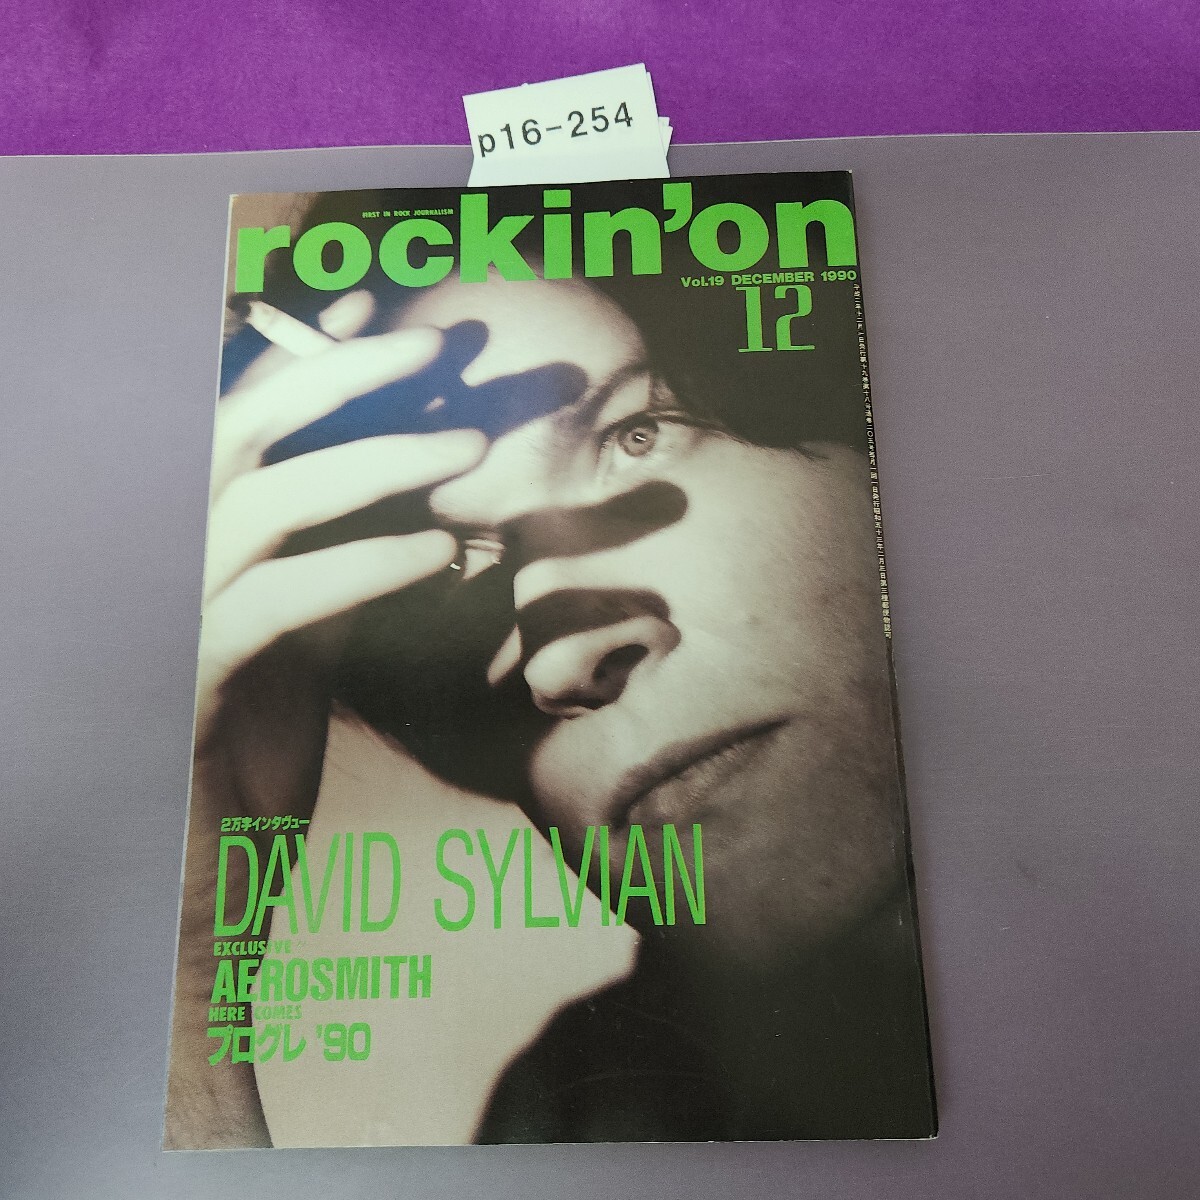 p16-254
FIRST IN ROCK JOURNALISM
rockin'on
Vol.19 DECEMBER 1990
12
2万字インタヴュー
DAVID SYLVIAN
EXCLUSIVE
AEROSMITH
HERE COMES
プログレ '90